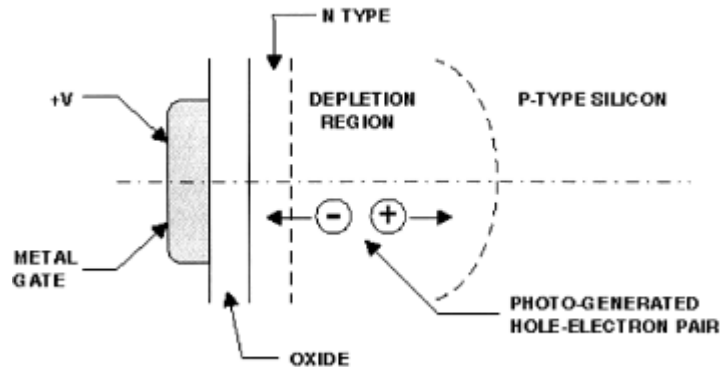 N TYPE
+V
DEPLETION
REGION
P-TYPE SILICON
-
+
METAL
GATE
PHOTO-GENERATED
HOLE-ELECTRON PAIR
OXIDE